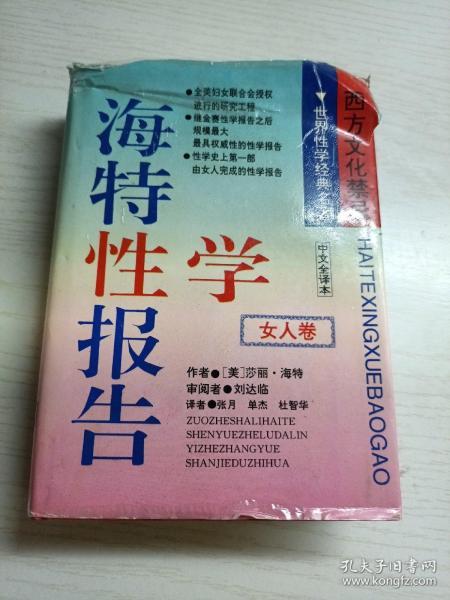 ●全美妇女联合会授权
进行的研究工程
●继金赛性学报告之后
规模最大
最具权威性的性学报告
●性学史上第一部
由女人完成的性学报告
西方文化禁
▼世界性学经典名
中文全译本
HAITEXINGXUEBAOGAO
海特性学报告
女人卷
作者●[美]莎丽·海特
审阅者●刘达临
译者●张月 单杰 杜智华
ZUOZHESHALIHAITE
SHENYUEZHELUDALIN
YIZHEZHANGYUE
SHANJIEDUZHIHUA
孔夫子旧书网
www.kongfz.com